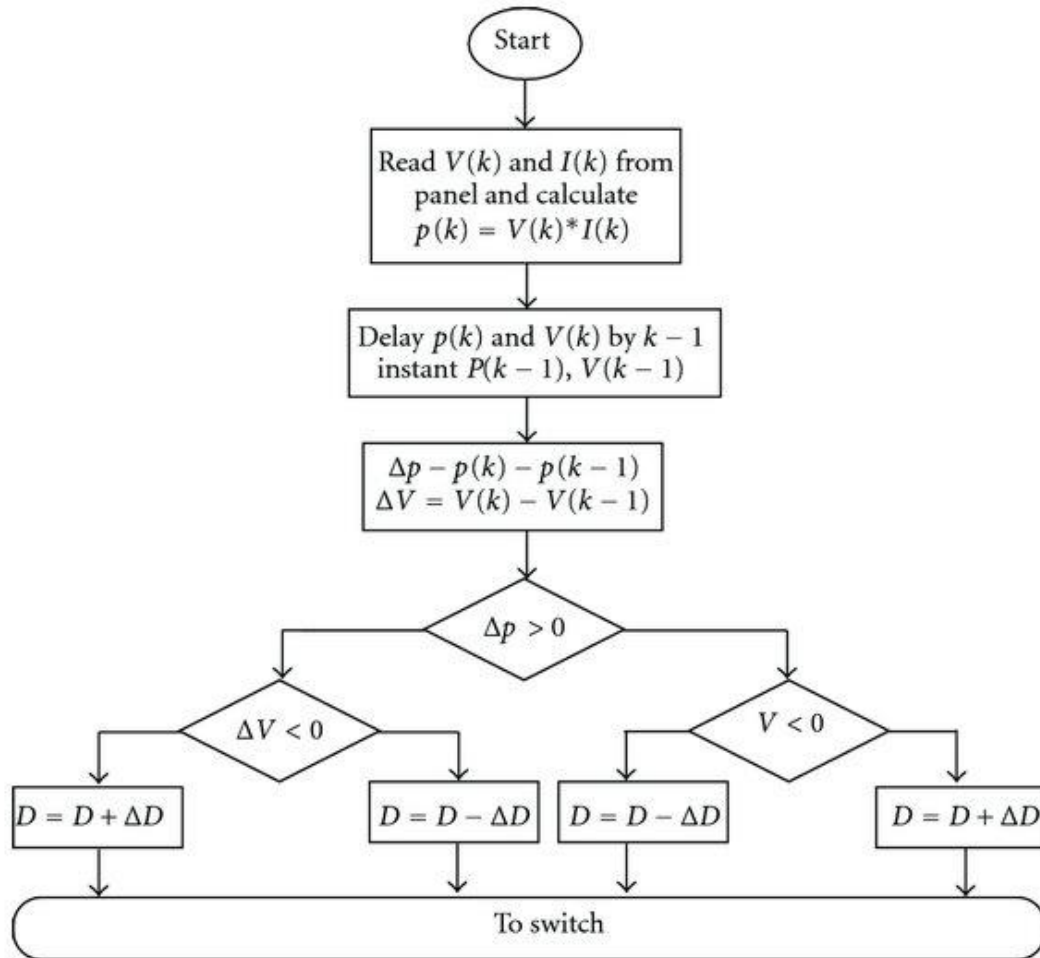 Start
Read V(k) and I(k) from
panel and calculate
p(k) = V(k)*I(k)
Delay p(k) and V(k) by k − 1
instant P(k − 1), V(k − 1)
Δp − p(k) − p(k − 1)
ΔV = V(k) − V(k − 1)
Δp > 0
ΔV < 0
V < 0
D = D + ΔD
D = D − ΔD
D = D − ΔD
D = D + ΔD
To switch